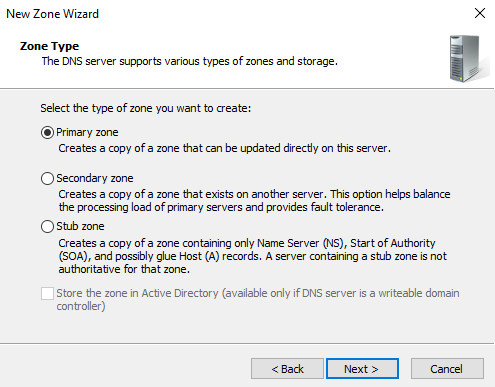 New Zone Wizard
Zone Type
The DNS server supports various types of zones and storage.
Select the type of zone you want to create:
Primary zone
Creates a copy of a zone that can be updated directly on this server.
Secondary zone
Creates a copy of a zone that exists on another server. This option helps balance
the processing load of primary servers and provides fault tolerance.
Stub zone
Creates a copy of a zone containing only Name Server (NS), Start of Authority
(SOA), and possibly glue Host (A) records. A server containing a stub zone is not
authoritative for that zone.
Store the zone in Active Directory (available only if DNS server is a writeable domain
controller)
< Back Next > Cancel